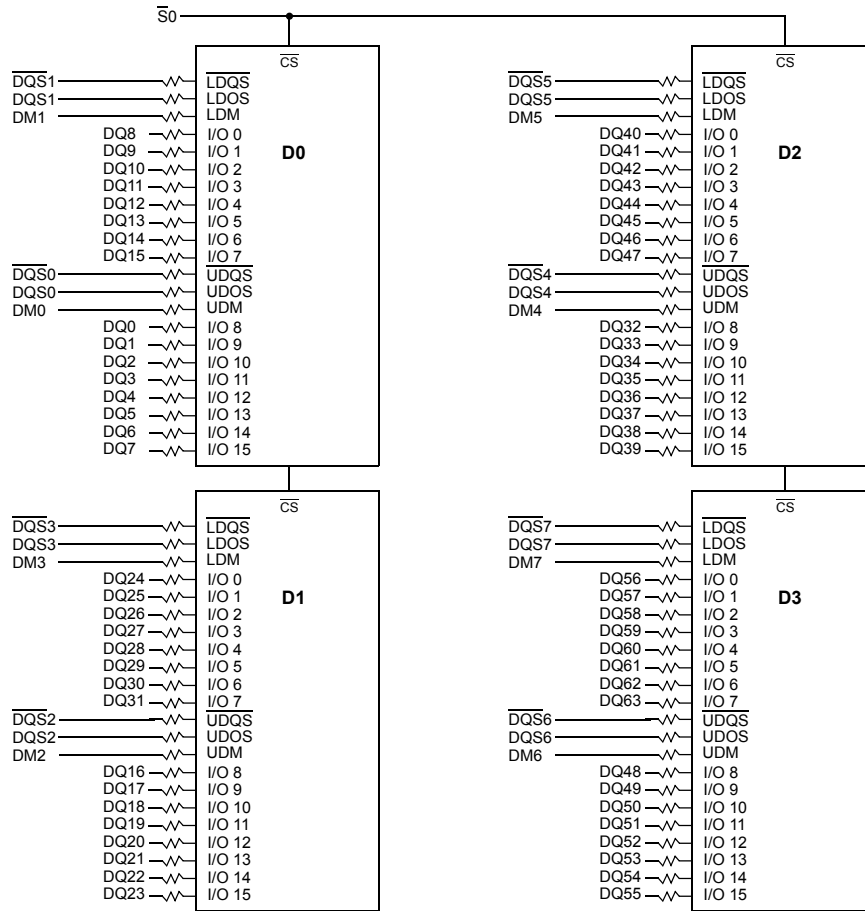 S0
CS
DQS1 LDQS
DQS1 LDOS
DM1 LDM
DQ8 I/O 0
DQ9 I/O 1
D0
DQ10 I/O 2
DQ11 I/O 3
DQ12 I/O 4
DQ13 I/O 5
DQ14 I/O 6
DQ15 I/O 7
DQS0 UDQS
DQS0 UDOS
DM0 UDM
DQ0 I/O 8
DQ1 I/O 9
DQ2 I/O 10
DQ3 I/O 11
DQ4 I/O 12
DQ5 I/O 13
DQ6 I/O 14
DQ7 I/O 15
CS
DQS3 LDQS
DQS3 LDOS
DM3 LDM
DQ24 I/O 0
DQ25 I/O 1
D1
DQ26 I/O 2
DQ27 I/O 3
DQ28 I/O 4
DQ29 I/O 5
DQ30 I/O 6
DQ31 I/O 7
DQS2 UDQS
DQS2 UDOS
DM2 UDM
DQ16 I/O 8
DQ17 I/O 9
DQ18 I/O 10
DQ19 I/O 11
DQ20 I/O 12
DQ21 I/O 13
DQ22 I/O 14
DQ23 I/O 15
CS
DQS5 LDQS
DQS5 LDOS
DM5 LDM
DQ40 I/O 0
DQ41 I/O 1
D2
DQ42 I/O 2
DQ43 I/O 3
DQ44 I/O 4
DQ45 I/O 5
DQ46 I/O 6
DQ47 I/O 7
DQS4 UDQS
DQS4 UDOS
DM4 UDM
DQ32 I/O 8
DQ33 I/O 9
DQ34 I/O 10
DQ35 I/O 11
DQ36 I/O 12
DQ37 I/O 13
DQ38 I/O 14
DQ39 I/O 15
CS
DQS7 LDQS
DQS7 LDOS
DM7 LDM
DQ56 I/O 0
DQ57 I/O 1
D3
DQ58 I/O 2
DQ59 I/O 3
DQ60 I/O 4
DQ61 I/O 5
DQ62 I/O 6
DQ63 I/O 7
DQS6 UDQS
DQS6 UDOS
DM6 UDM
DQ48 I/O 8
DQ49 I/O 9
DQ50 I/O 10
DQ51 I/O 11
DQ52 I/O 12
DQ53 I/O 13
DQ54 I/O 14
DQ55 I/O 15